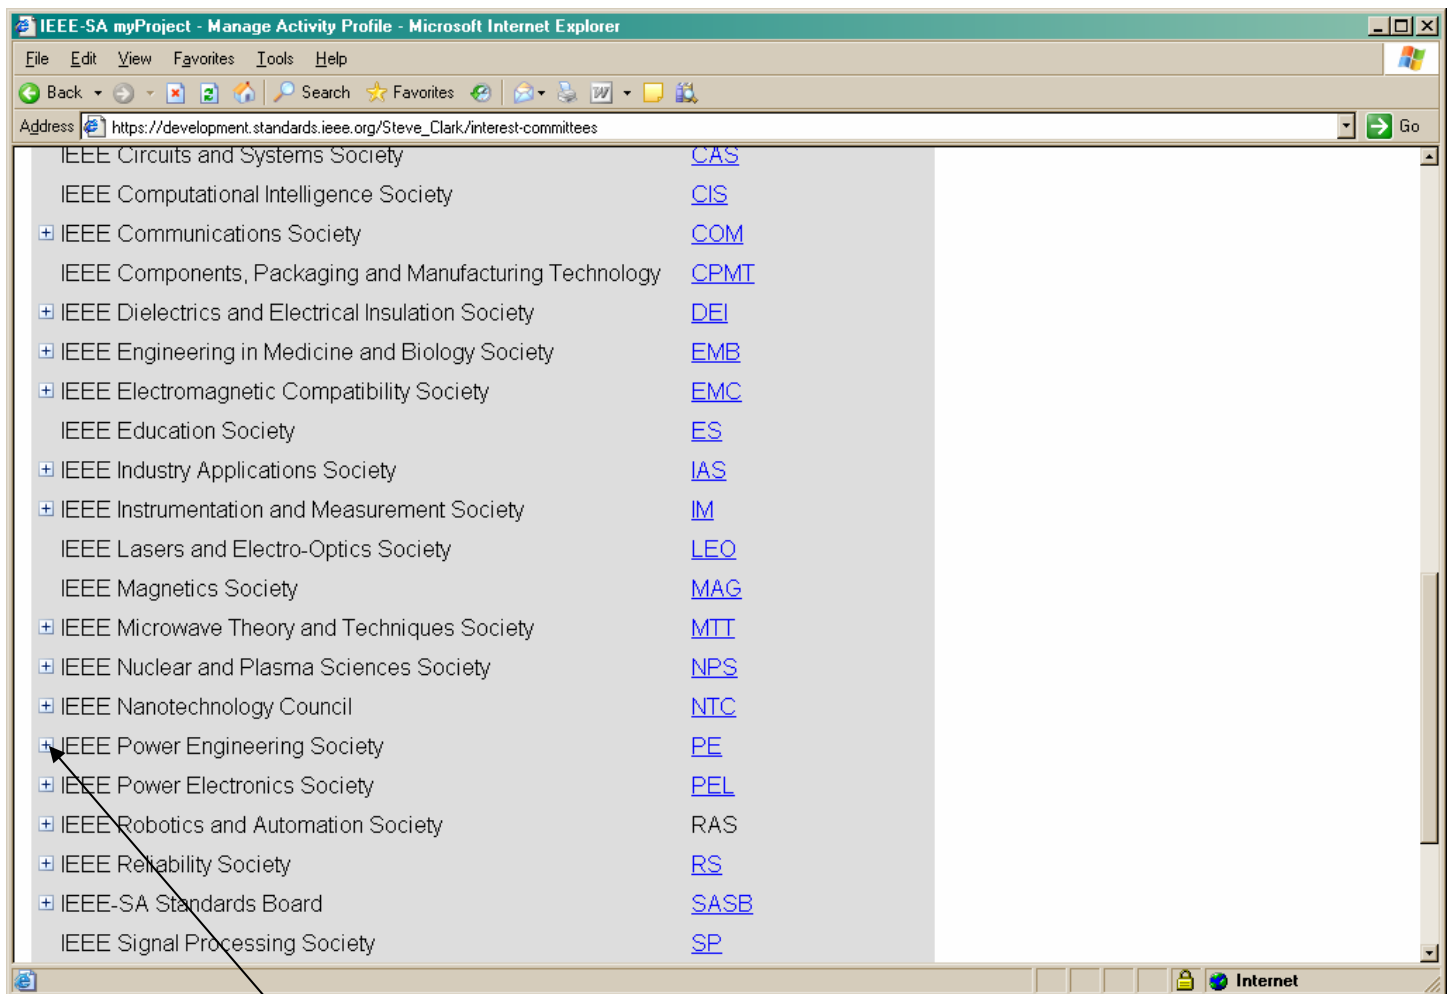 IEEE-SA myProject - Manage Activity Profile - Microsoft Internet Explorer
File Edit View Favorites Tools Help
Back Search Favorites
Address https://development.standards.ieee.org/Steve_Clark/interest-committees Go
IEEE Circuits and Systems Society CAS
IEEE Computational Intelligence Society CIS
IEEE Communications Society COM
IEEE Components, Packaging and Manufacturing Technology CPMT
IEEE Dielectrics and Electrical Insulation Society DEI
IEEE Engineering in Medicine and Biology Society EMB
IEEE Electromagnetic Compatibility Society EMC
IEEE Education Society ES
IEEE Industry Applications Society IAS
IEEE Instrumentation and Measurement Society IM
IEEE Lasers and Electro-Optics Society LEO
IEEE Magnetics Society MAG
IEEE Microwave Theory and Techniques Society MTT
IEEE Nuclear and Plasma Sciences Society NPS
IEEE Nanotechnology Council NTC
IEEE Power Engineering Society PE
IEEE Power Electronics Society PEL
IEEE Robotics and Automation Society RAS
IEEE Reliability Society RS
IEEE-SA Standards Board SASB
IEEE Signal Processing Society SP
Internet